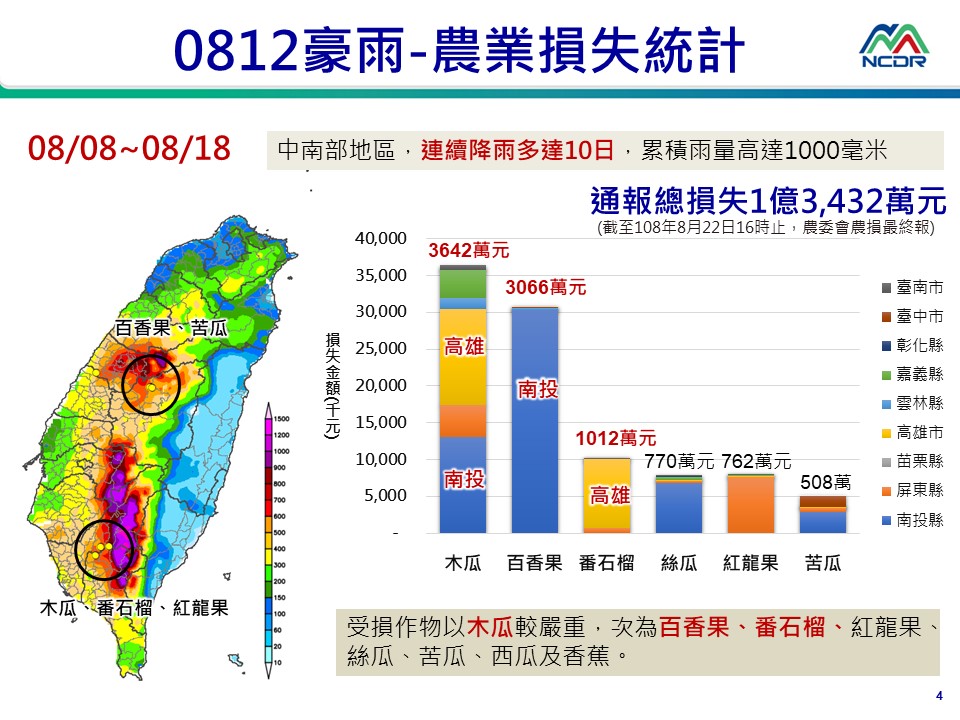 0812豪雨-農業損失統計
NCDR
08/08~08/18
中南部地區，連續降雨多達10日，累積雨量高達1000毫米
通報總損失1億3,432萬元
(截至108年8月22日16時止，農委會農損最終報)
百香果、苦瓜
木瓜、番石榴、紅龍果
1500
1200
1000
900
800
700
600
500
400
300
200
150
100
60
20
10
損失金額(千元)
40,000
35,000
30,000
25,000
20,000
15,000
10,000
5,000
-
3642萬元
3066萬元
1012萬元
770萬元
762萬元
508萬
高雄
南投
南投
高雄
木瓜
百香果
番石榴
絲瓜
紅龍果
苦瓜
臺南市
臺中市
彰化縣
嘉義縣
雲林縣
高雄市
苗栗縣
屏東縣
南投縣
受損作物以木瓜較嚴重，次為百香果、番石榴、紅龍果、
絲瓜、苦瓜、西瓜及香蕉。
4